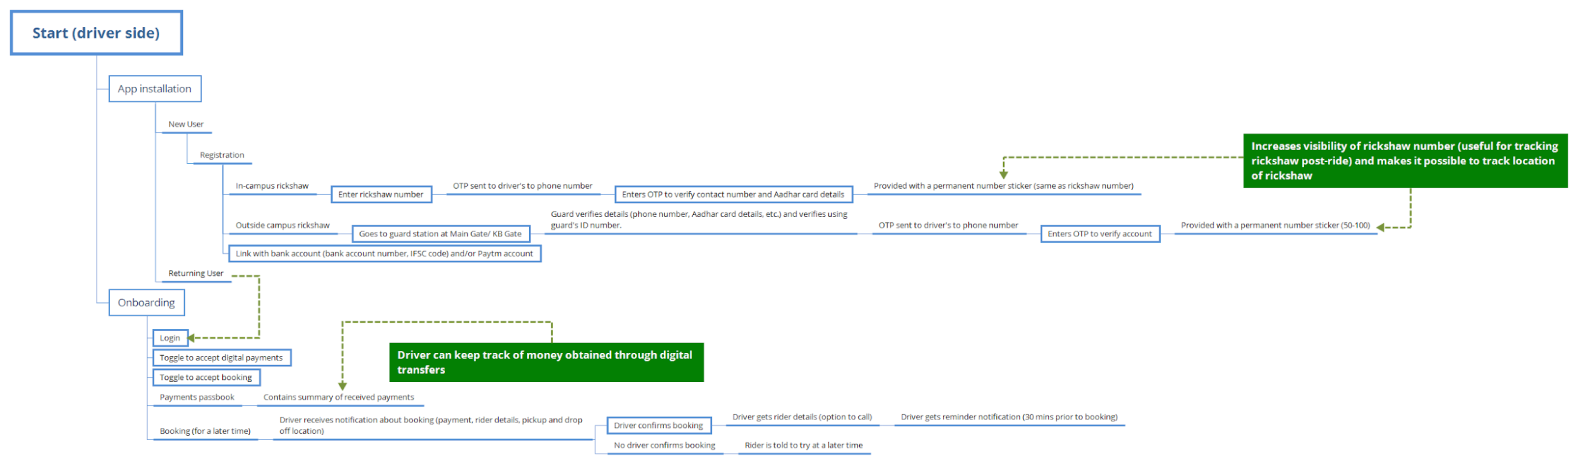 Start (driver side)
App installation
New User
Registration
In-campus rickshaw
Enter rickshaw number
OTP sent to driver's to phone number
Enters OTP to verify contact number and Aadhar card details
Provided with a permanent number sticker (same as rickshaw number)
Increases visibility of rickshaw number (useful for tracking
rickshaw post-ride) and makes it possible to track location
of rickshaw
Outside campus rickshaw
Goes to guard station at Main Gate/ KB Gate
Guard verifies details (phone number, Aadhar card details, etc.) and verifies using
guard's ID number.
OTP sent to driver's to phone number
Enters OTP to verify account
Provided with a permanent number sticker (50-100)
Link with bank account (bank account number, IFSC code) and/or Paytm account
Returning User
Onboarding
Login
Toggle to accept digital payments
Toggle to accept booking
Driver can keep track of money obtained through digital
transfers
Payments passbook
Contains summary of received payments
Booking (for a later time)
Driver receives notification about booking (payment, rider details, pickup and drop
off location)
Driver confirms booking
Driver gets rider details (option to call)
Driver gets reminder notification (30 mins prior to booking)
No driver confirms booking
Rider is told to try at a later time